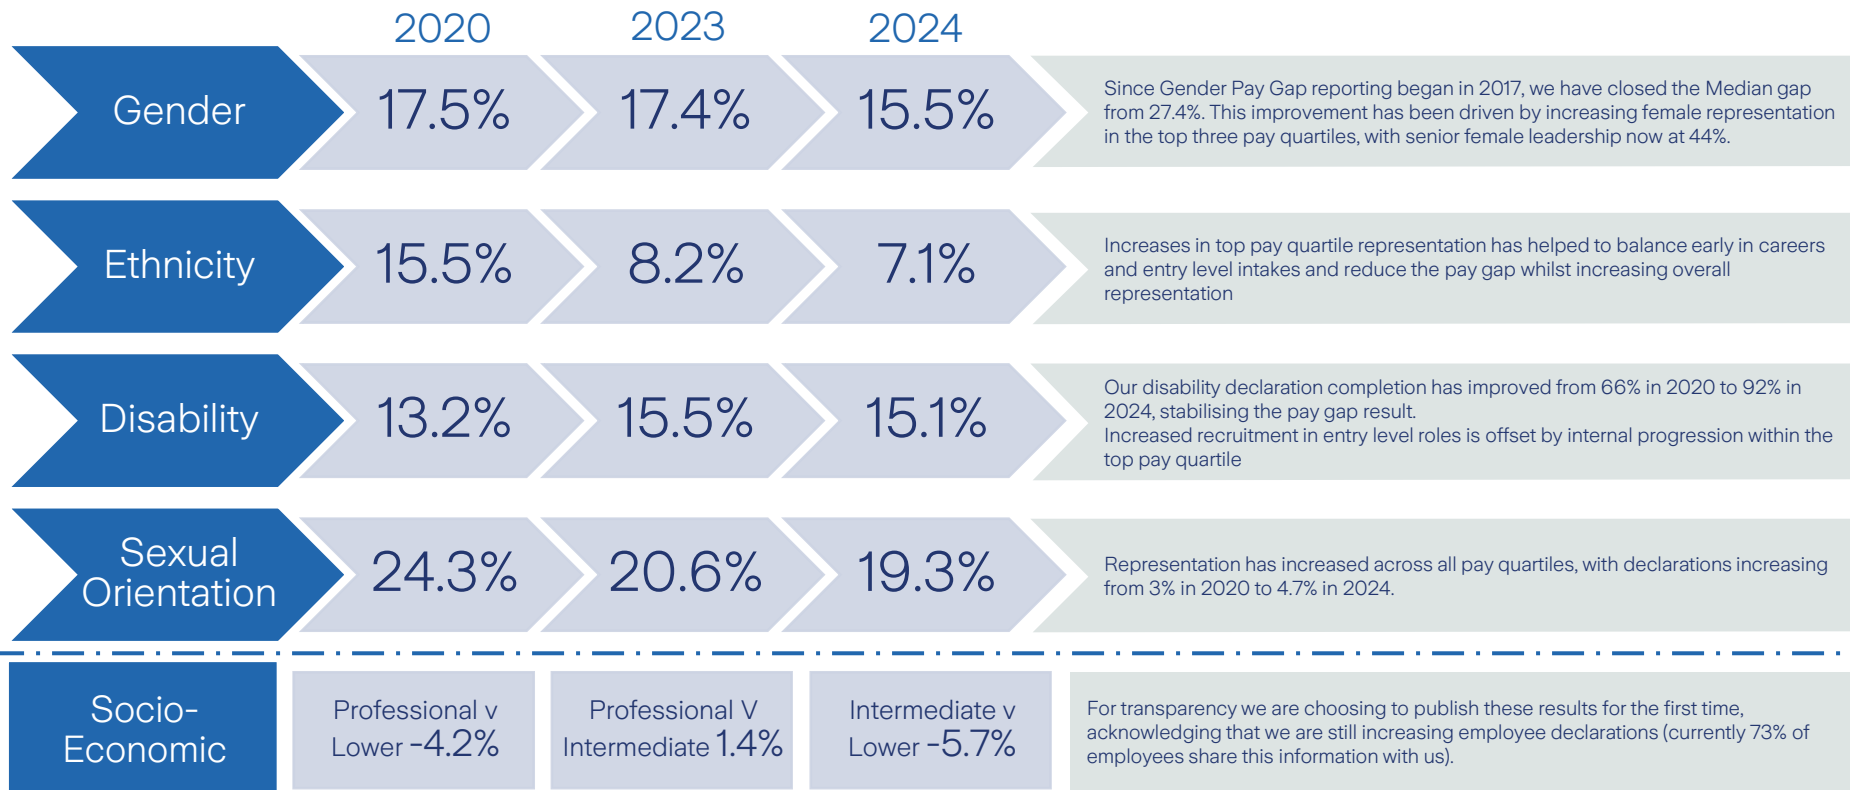 2020
2023
2024
Gender
17.5%
17.4%
15.5%
Since Gender Pay Gap reporting began in 2017, we have closed the Median gap
from 27.4%. This improvement has been driven by increasing female representation
in the top three pay quartiles, with senior female leadership now at 44%.
Ethnicity
15.5%
8.2%
7.1%
Increases in top pay quartile representation has helped to balance early in careers
and entry level intakes and reduce the pay gap whilst increasing overall
representation
Disability
13.2%
15.5%
15.1%
Our disability declaration completion has improved from 66% in 2020 to 92% in
2024, stabilising the pay gap result.
Increased recruitment in entry level roles is offset by internal progression within the
top pay quartile
Sexual
Orientation
24.3%
20.6%
19.3%
Representation has increased across all pay quartiles, with declarations increasing
from 3% in 2020 to 4.7% in 2024.
Socio-
Economic
Professional v
Lower -4.2%
Professional V
Intermediate 1.4%
Intermediate v
Lower -5.7%
For transparency we are choosing to publish these results for the first time,
acknowledging that we are still increasing employee declarations (currently 73% of
employees share this information with us).